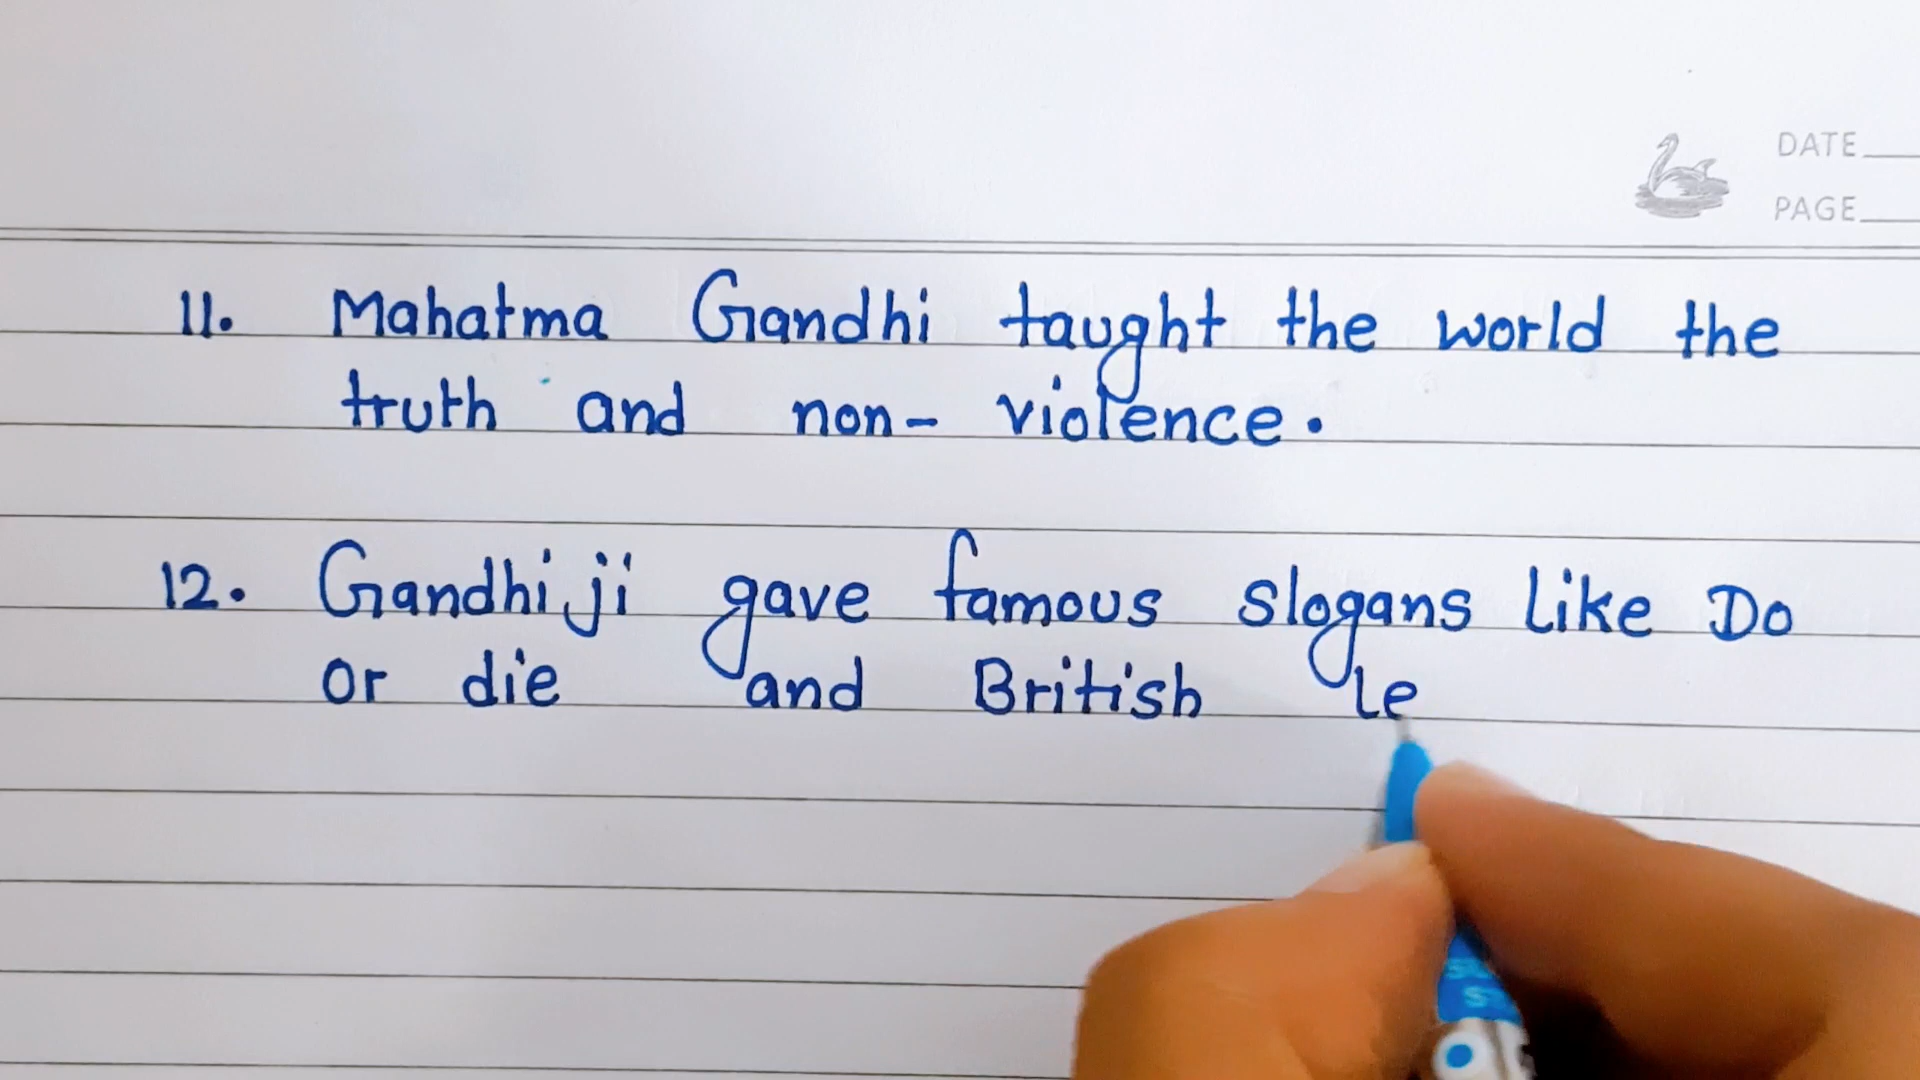 DATE
PAGE
11. Mahatma Gandhi taught the world the
truth and non- violence.
12. Gandhiji gave famous slogans like Do
or die and British le